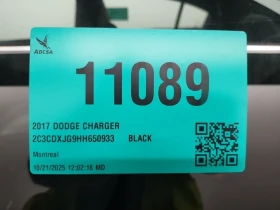 ADESA
11089
2017 DODGE CHARGER
2C3CDXJG9HH650933 BLACK
Montreal
10/21/2025 12:02:18 MD